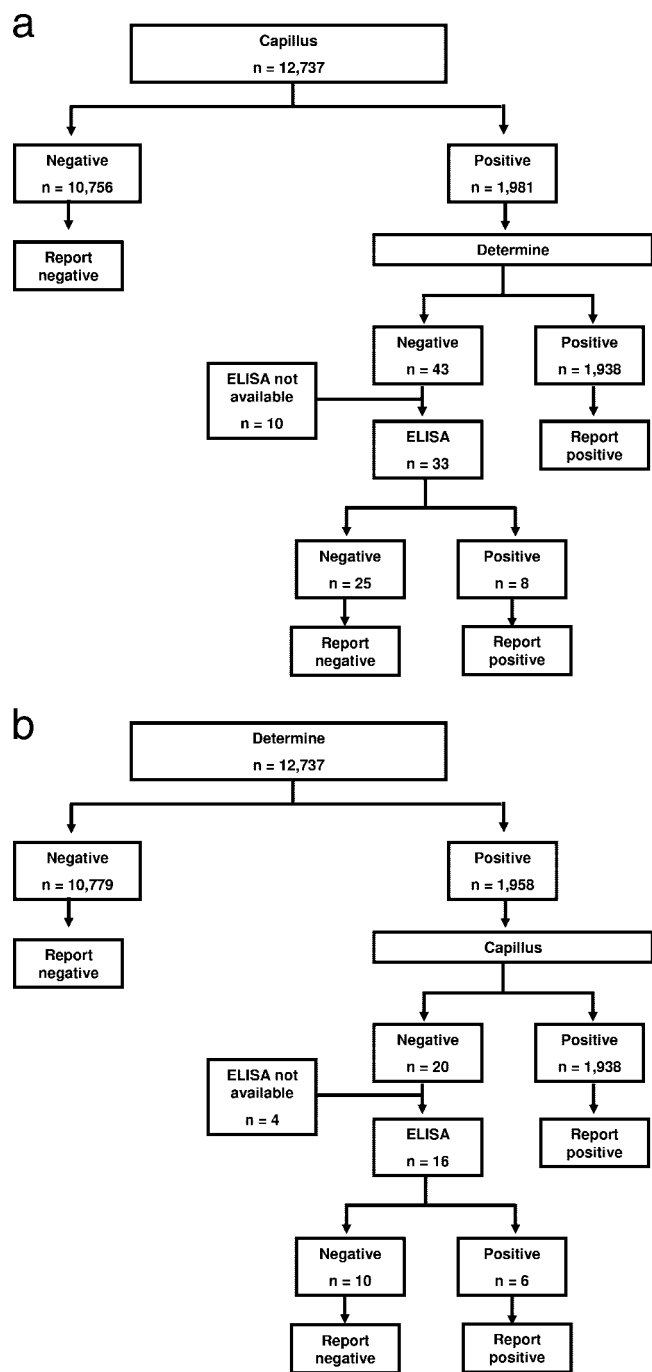 a
Capillus
n = 12,737
Negative
n = 10,756
Positive
n = 1,981
Report
negative
Determine
Negative
n = 43
Positive
n = 1,938
ELISA not
available
n = 10
ELISA
n = 33
Report
positive
Negative
n = 25
Positive
n = 8
Report
negative
Report
positive
b
Determine
n = 12,737
Negative
n = 10,779
Positive
n = 1,958
Report
negative
Capillus
Negative
n = 20
Positive
n = 1,938
ELISA not
available
n = 4
ELISA
n = 16
Report
positive
Negative
n = 10
Positive
n = 6
Report
negative
Report
positive